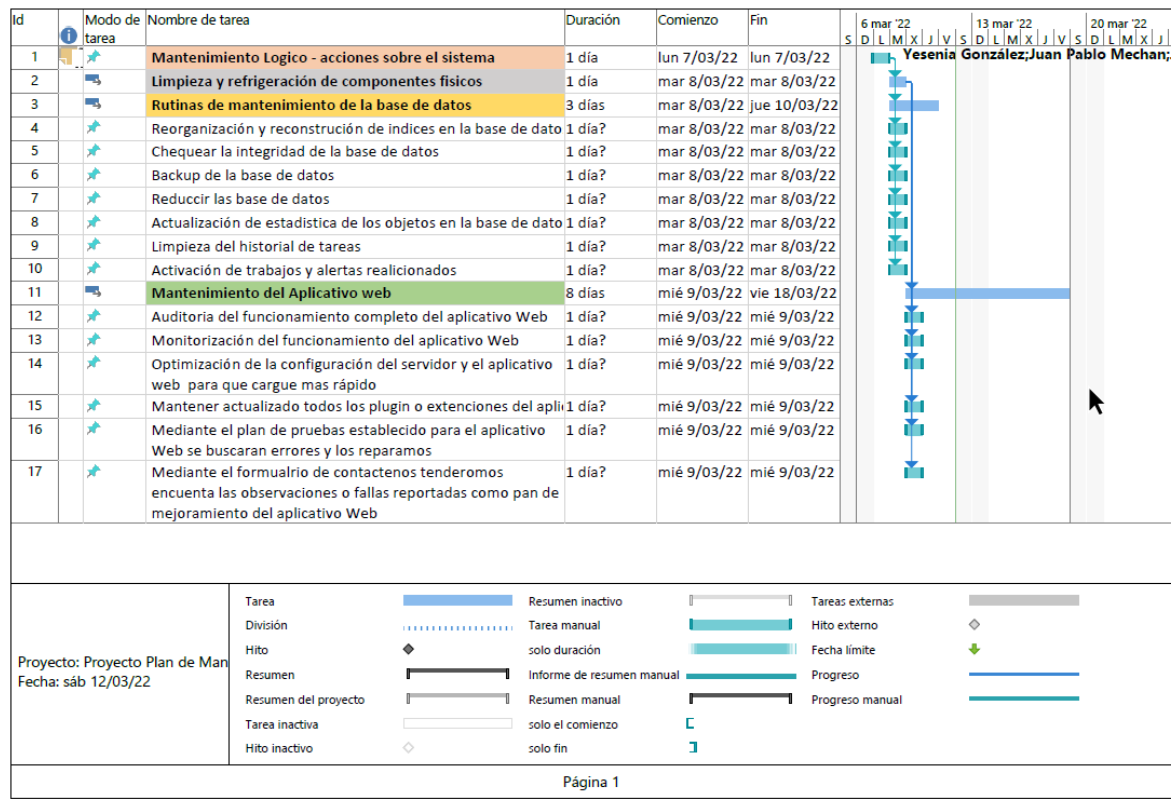 Id Modo de tarea Nombre de tarea Duración Comienzo Fin 6 mar '22 13 mar '22 20 mar '22
S D L M X J V S D L M X J V S D L M X J
1 Mantenimiento Logico - acciones sobre el sistema 1 día lun 7/03/22 lun 7/03/22 Yesenia González;Juan Pablo Mechan;
2 Limpieza y refrigeración de componentes fisicos 1 día mar 8/03/22 mar 8/03/22
3 Rutinas de mantenimiento de la base de datos 3 días mar 8/03/22 jue 10/03/22
4 Reorganización y reconstrución de indices en la base de dato 1 día? mar 8/03/22 mar 8/03/22
5 Chequear la integridad de la base de datos 1 día? mar 8/03/22 mar 8/03/22
6 Backup de la base de datos 1 día? mar 8/03/22 mar 8/03/22
7 Reduccir las base de datos 1 día? mar 8/03/22 mar 8/03/22
8 Actualización de estadistica de los objetos en la base de dato 1 día? mar 8/03/22 mar 8/03/22
9 Limpieza del historial de tareas 1 día? mar 8/03/22 mar 8/03/22
10 Activación de trabajos y alertas realicionados 1 día? mar 8/03/22 mar 8/03/22
11 Mantenimiento del Aplicativo web 8 días mié 9/03/22 vie 18/03/22
12 Auditoria del funcionamiento completo del aplicativo Web 1 día? mié 9/03/22 mié 9/03/22
13 Monitorización del funcionamiento del aplicativo Web 1 día? mié 9/03/22 mié 9/03/22
14 Optimización de la configuración del servidor y el aplicativo 1 día? mié 9/03/22 mié 9/03/22
web para que cargue mas rápido
15 Mantener actualizado todos los plugin o extenciones del apli 1 día? mié 9/03/22 mié 9/03/22
16 Mediante el plan de pruebas establecido para el aplicativo 1 día? mié 9/03/22 mié 9/03/22
Web se buscaran errores y los reparamos
17 Mediante el formualrio de contactenos tenderomos 1 día? mié 9/03/22 mié 9/03/22
encuenta las observaciones o fallas reportadas como pan de
mejoramiento del aplicativo Web
Proyecto: Proyecto Plan de Man
Fecha: sáb 12/03/22
Tarea Resumen inactivo Tareas externas
División Tarea manual Hito externo
Hito solo duración Fecha límite
Resumen Informe de resumen manual Progreso
Resumen del proyecto Resumen manual Progreso manual
Tarea inactiva solo el comienzo
Hito inactivo solo fin
Página 1